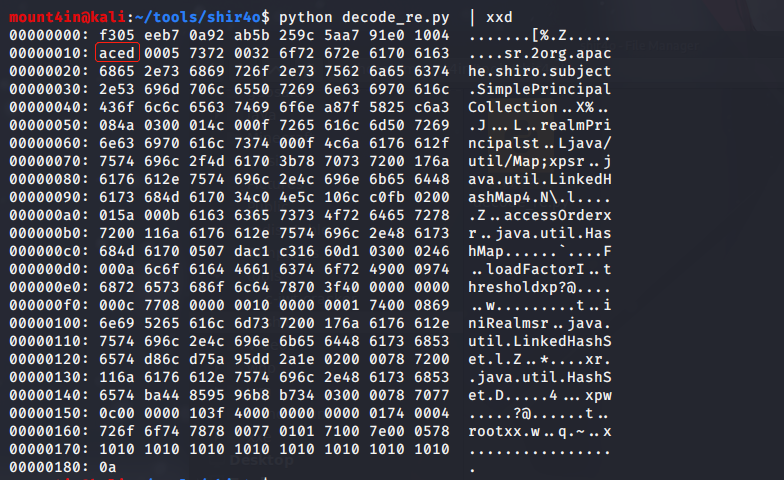 mount4in@kali:~/tools/shir4o$ python decode_re.py  | xxd
00000000: f305 eeb7 0a92 ab5b 259c 5aa7 91e0 1004  .......[%.Z.....
00000010: aced 0005 7372 0032 6f72 672e 6170 6163  ....sr.2org.apac
00000020: 6865 2e73 6869 726f 2e73 7562 6a65 6374  he.shiro.subject
00000030: 2e53 696d 706c 6550 7269 6e63 6970 616c  .SimplePrincipal
00000040: 436f 6c6c 6563 7469 6f6e a87f 5825 c6a3  Collection..X%..
00000050: 084a 0300 014c 000f 7265 616c 6d50 7269  .J...L..realmPri
00000060: 6e63 6970 616c 7374 000f 4c6a 6176 612f  ncipalst..Ljava/
00000070: 7574 696c 2f4d 6170 3b78 7073 7200 176a  util/Map;xpsr..j
00000080: 6176 612e 7574 696c 2e4c 696e 6b65 6448  ava.util.LinkedH
00000090: 6173 684d 6170 34c0 4e5c 106c c0fb 0200  ashMap4.N\.l....
000000a0: 015a 000b 6163 6365 7373 4f72 6465 7278  .Z..accessOrderx
000000b0: 7200 116a 6176 612e 7574 696c 2e48 6173  r..java.util.Has
000000c0: 684d 6170 0507 dac1 c316 60d1 0300 0246  hMap......`....F
000000d0: 000a 6c6f 6164 4661 6374 6f72 4900 0974  ..loadFactorI..t
000000e0: 6872 6573 686f 6c64 7870 3f40 0000 0000  hresholdxp?@....
000000f0: 000c 7708 0000 0010 0000 0001 7400 0869  ..w.........t..i
00000100: 6e69 5265 616c 6d73 7200 176a 6176 612e  niRealmsr..java.
00000110: 7574 696c 2e4c 696e 6b65 6448 6173 6853  util.LinkedHashS
00000120: 6574 d86c d75a 95dd 2a1e 0200 0078 7200  et.l.Z..*....xr.
00000130: 116a 6176 612e 7574 696c 2e48 6173 6853  .java.util.HashS
00000140: 6574 ba44 8595 96b8 b734 0300 0078 7077  et.D.....4...xpw
00000150: 0c00 0000 103f 4000 0000 0000 0174 0004  .....?@......t..
00000160: 726f 6f74 7878 0077 0101 7100 7e00 0578  rootxx.w..q.~..x
00000170: 1010 1010 1010 1010 1010 1010 1010 1010  ................
00000180: 0a                                       .